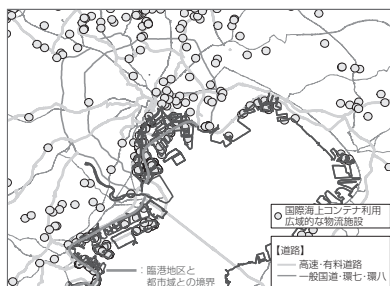 国際海上コンテナ利用
広域的な物流施設
【道路】
高速・有料道路
一般国道・環七・環八
：臨港地区と
都市域との境界